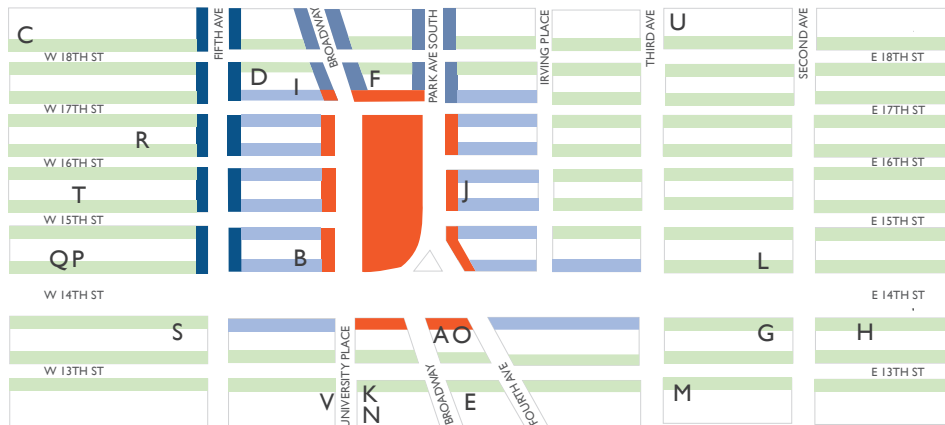 C
U
FIFTH AVE
BROADWAY
PARK AVE SOUTH
IRVING PLACE
THIRD AVE
SECOND AVE
W 18TH ST
E 18TH ST
D
I
F
W 17TH ST
E 17TH ST
R
W 16TH ST
E 16TH ST
T
J
W 15TH ST
E 15TH ST
QP
B
L
W 14TH ST
E 14TH ST
S
A O
G
H
W 13TH ST
E 13TH ST
UNIVERSITY PLACE
BROADWAY
FOURTH AVE
V
K
E
M
N